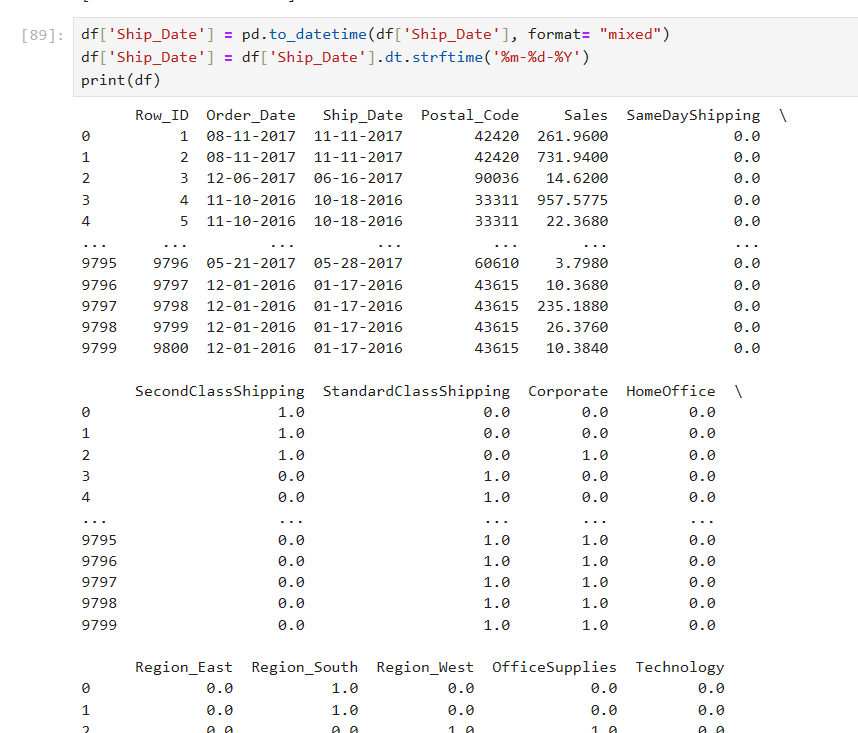 [89]: df['Ship_Date'] = pd.to_datetime(df['Ship_Date'], format= "mixed")
df['Ship_Date'] = df['Ship_Date'].dt.strftime('%m-%d-%Y')
print(df)
Row_ID Order_Date Ship_Date Postal_Code Sales SameDayShipping \
0 1 08-11-2017 11-11-2017 42420 261.9600 0.0
1 2 08-11-2017 11-11-2017 42420 731.9400 0.0
2 3 12-06-2017 06-16-2017 90036 14.6200 0.0
3 4 11-10-2016 10-18-2016 33311 957.5775 0.0
4 5 11-10-2016 10-18-2016 33311 22.3680 0.0
... ... ... ... ... ... ...
9795 9796 05-21-2017 05-28-2017 60610 3.7980 0.0
9796 9797 12-01-2016 01-17-2016 43615 10.3680 0.0
9797 9798 12-01-2016 01-17-2016 43615 235.1880 0.0
9798 9799 12-01-2016 01-17-2016 43615 26.3760 0.0
9799 9800 12-01-2016 01-17-2016 43615 10.3840 0.0
SecondClassShipping StandardClassShipping Corporate HomeOffice \
0 1.0 0.0 0.0 0.0
1 1.0 0.0 0.0 0.0
2 1.0 0.0 1.0 0.0
3 0.0 1.0 0.0 0.0
4 0.0 1.0 0.0 0.0
... ... ... ... ...
9795 0.0 1.0 1.0 0.0
9796 0.0 1.0 1.0 0.0
9797 0.0 1.0 1.0 0.0
9798 0.0 1.0 1.0 0.0
9799 0.0 1.0 1.0 0.0
Region_East Region_South Region_West OfficeSupplies Technology
0 0.0 1.0 0.0 0.0 0.0
1 0.0 1.0 0.0 0.0 0.0
2 0.0 0.0 1.0 1.0 0.0